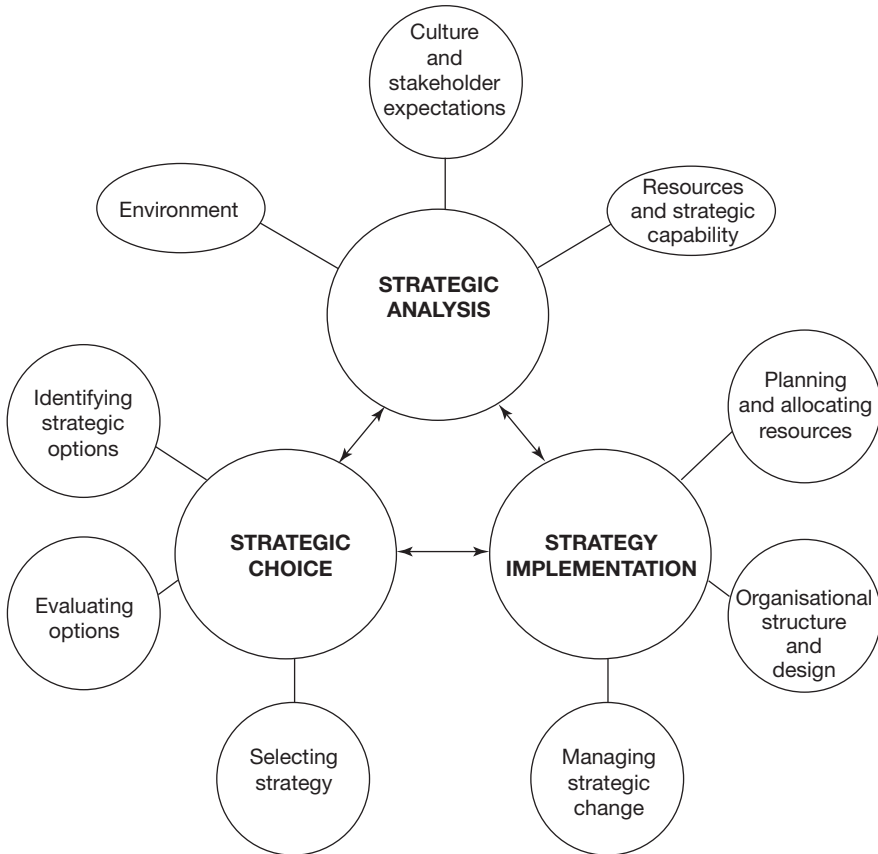 Culture
and
stakeholder
expectations
Environment
Resources
and strategic
capability
STRATEGIC
ANALYSIS
Identifying
strategic
options
Planning
and allocating
resources
STRATEGIC
CHOICE
STRATEGY
IMPLEMENTATION
Evaluating
options
Organisational
structure
and
design
Selecting
strategy
Managing
strategic
change